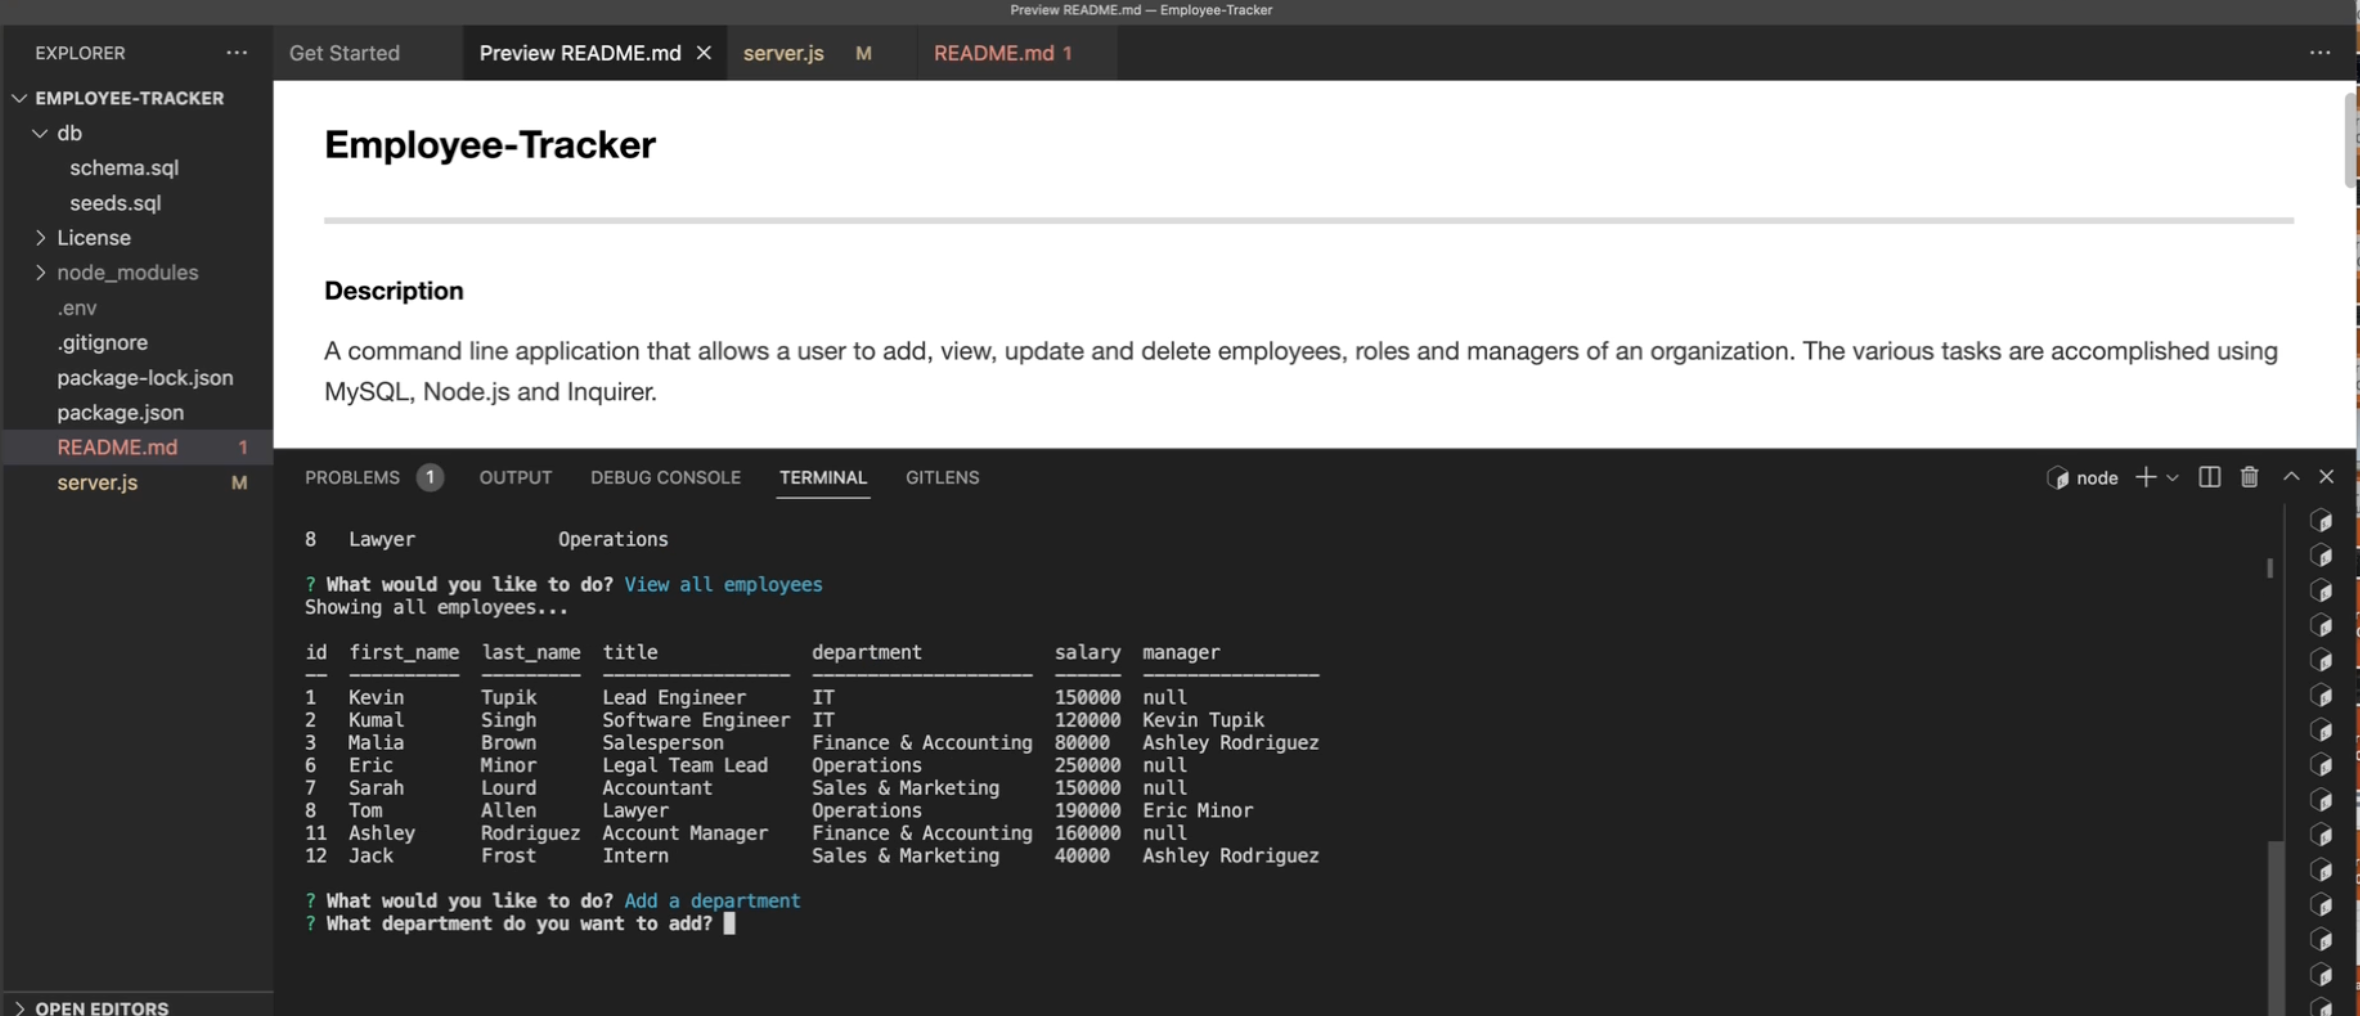 Preview README.md — Employee-Tracker
EXPLORER ···
Get Started
Preview README.md
server.js M
README.md 1
EMPLOYEE-TRACKER
db
schema.sql
seeds.sql
License
node_modules
.env
.gitignore
package-lock.json
package.json
README.md 1
server.js M
OPEN EDITORS
Employee-Tracker
Description
A command line application that allows a user to add, view, update and delete employees, roles and managers of an organization. The various tasks are accomplished using
MySQL, Node.js and Inquirer.
PROBLEMS 1 OUTPUT DEBUG CONSOLE TERMINAL GITLENS
node
8 Lawyer Operations
? What would you like to do? View all employees
Showing all employees...
id first_name last_name title department salary manager
1 Kevin Tupik Lead Engineer IT 150000 null
2 Kumal Singh Software Engineer IT 120000 Kevin Tupik
3 Malia Brown Salesperson Finance & Accounting 80000 Ashley Rodriguez
6 Eric Minor Legal Team Lead Operations 250000 null
7 Sarah Lourd Accountant Sales & Marketing 150000 null
8 Tom Allen Lawyer Operations 190000 Eric Minor
11 Ashley Rodriguez Account Manager Finance & Accounting 160000 null
12 Jack Frost Intern Sales & Marketing 40000 Ashley Rodriguez
? What would you like to do? Add a department
? What department do you want to add?